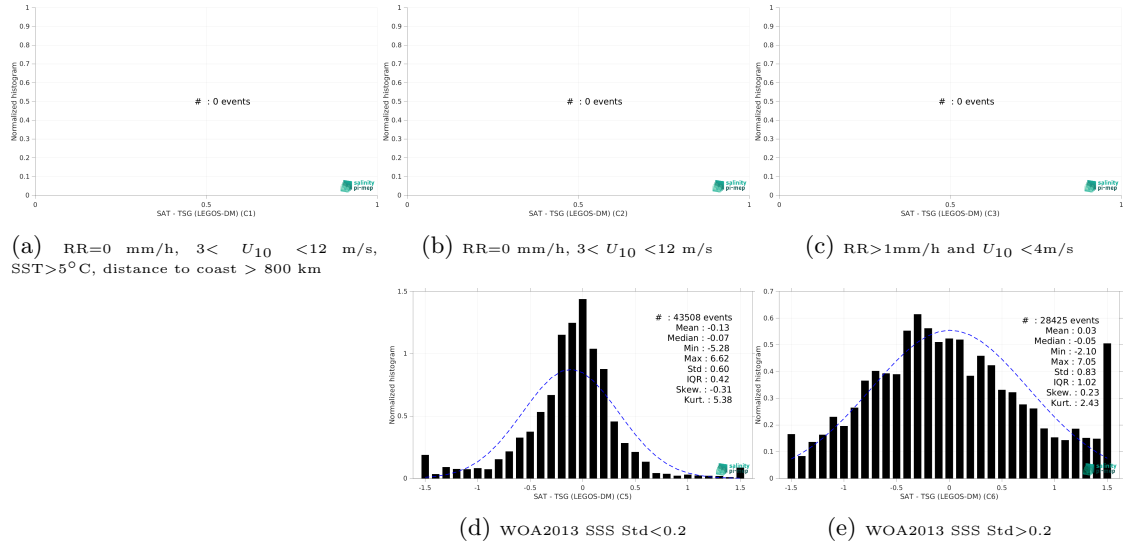 Normalized histogram
1
0.9
0.8
0.7
0.6
0.5
0.4
0.3
0.2
0.1
0
# : 0 events
salinity
pi-mep
0 0.5 1
SAT - TSG (LEGOS-DM) (C1)
(a) RR=0 mm/h, 3< U10 <12 m/s,
SST>5°C, distance to coast > 800 km
Normalized histogram
1
0.9
0.8
0.7
0.6
0.5
0.4
0.3
0.2
0.1
0
# : 0 events
salinity
pi-mep
0 0.5 1
SAT - TSG (LEGOS-DM) (C2)
(b) RR=0 mm/h, 3< U10 <12 m/s
Normalized histogram
1
0.9
0.8
0.7
0.6
0.5
0.4
0.3
0.2
0.1
0
# : 0 events
salinity
pi-mep
0 0.5 1
SAT - TSG (LEGOS-DM) (C3)
(c) RR>1mm/h and U10 <4m/s
Normalized histogram
1.5
1
0.5
0
# : 43508 events
Mean : -0.13
Median : -0.07
Min : -5.28
Max : 6.62
Std : 0.60
IQR : 0.42
Skew. : -0.31
Kurt. : 5.38
salinity
pi-mep
-1.5 -1 -0.5 0 0.5 1 1.5
SAT - TSG (LEGOS-DM) (C5)
(d) WOA2013 SSS Std<0.2
Normalized histogram
0.7
0.6
0.5
0.4
0.3
0.2
0.1
0
# : 28425 events
Mean : 0.03
Median : -0.05
Min : -2.10
Max : 7.05
Std : 0.83
IQR : 1.02
Skew. : 0.23
Kurt. : 2.43
-1.5 -1 -0.5 0 0.5 1 1.5
SAT - TSG (LEGOS-DM) (C6)
(e) WOA2013 SSS Std>0.2